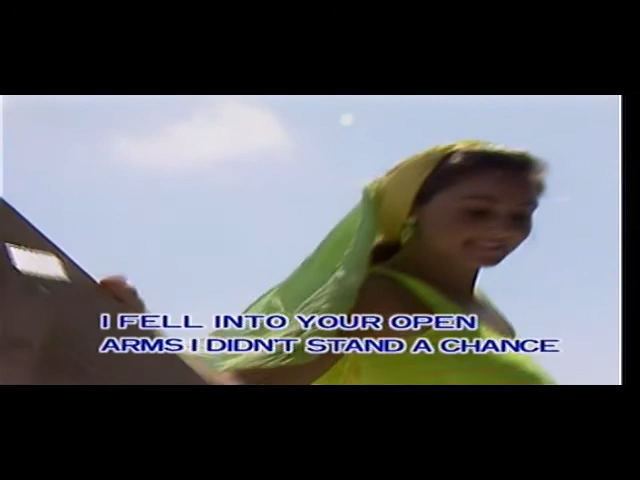 I FELL INTO YOUR OPEN
ARMS I DIDN'T STAND A CHANCE